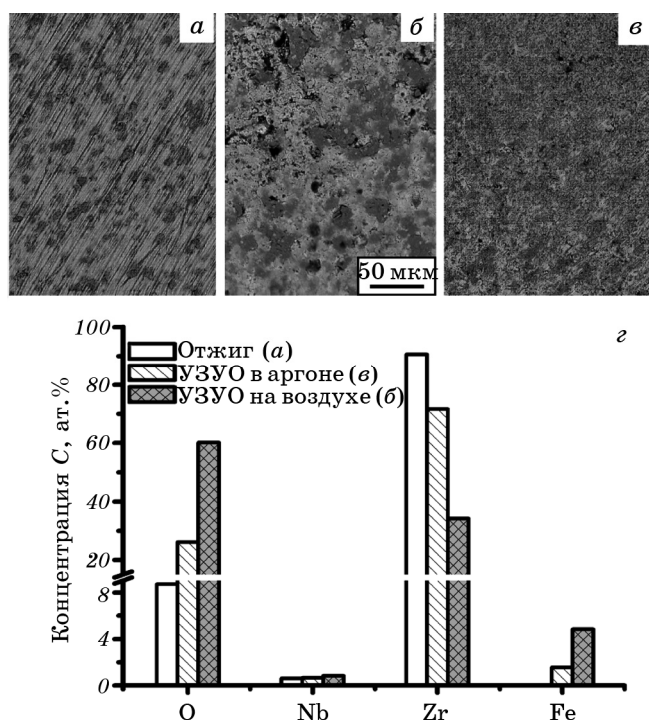 а б в
50 мкм
г
Концентрация C, ат.%
100
80
60
40
20
8
4
0
Отжиг (а)
УЗУО в аргоне (в)
УЗУО на воздухе (б)
O Nb Zr Fe